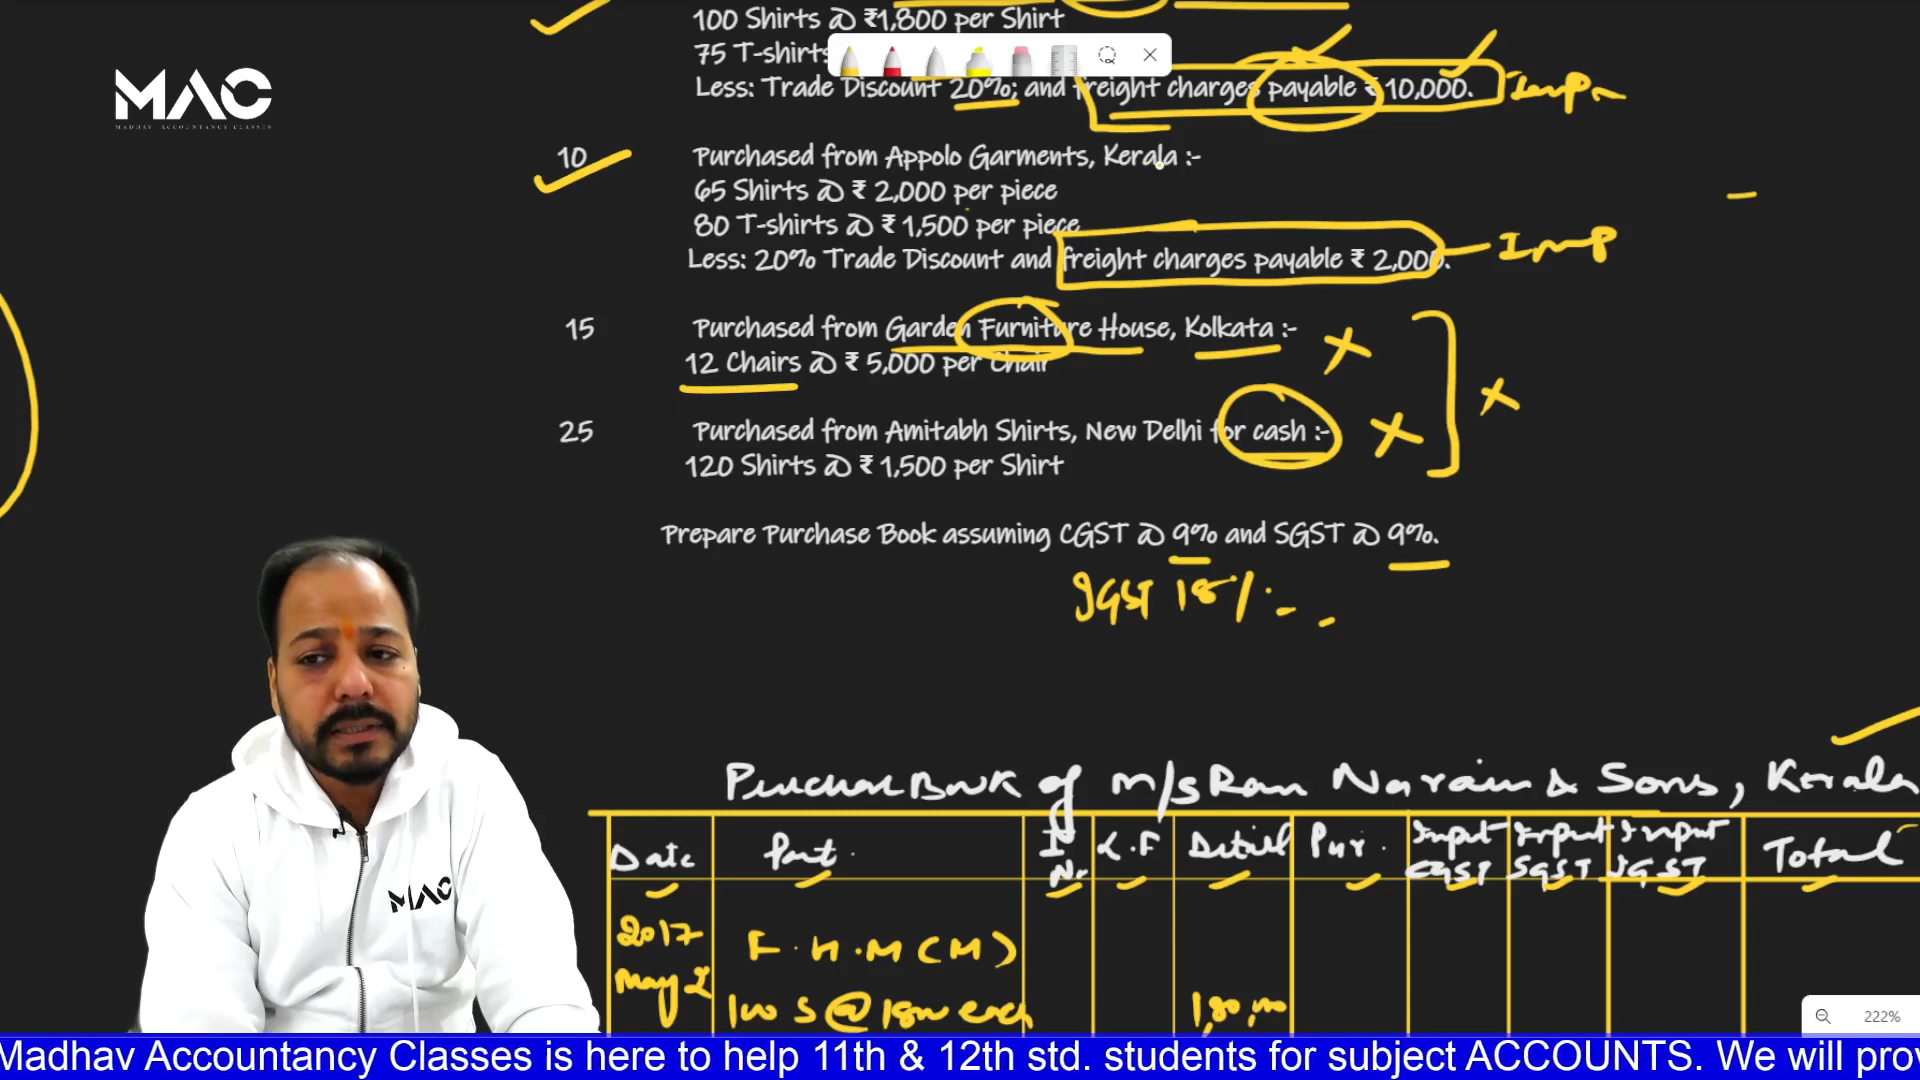 100 Shirts @ ₹1,800 per Shirt
75 T-shirts
Less: Trade Discount 20%; and freight charges payable ₹ 10,000.
Imp
MAC
MADHAV ACCOUNTANCY CLASSES
10 Purchased from Appolo Garments, Kerala :-
65 Shirts @ ₹ 2,000 per piece
80 T-shirts @ ₹ 1,500 per piece
Less: 20% Trade Discount and freight charges payable ₹ 2,000.
Imp
15 Purchased from Garden Furniture House, Kolkata :-
12 Chairs @ ₹ 5,000 per Chair
25 Purchased from Amitabh Shirts, New Delhi for cash :-
120 Shirts @ ₹ 1,500 per Shirt
Prepare Purchase Book assuming CGST @ 9% and SGST @ 9%.
IGST 18%
Purchase Book of M/s Ram Narain & Sons, Kerala
Date Part. I Nr L.F Detail Pur. Input CGST Input SGST Input IGST Total
2017 F.H.M (M)
May 2 100 S @ 1800 each 1,80,000
MAC
222%
Madhav Accountancy Classes is here to help 11th & 12th std. students for subject ACCOUNTS. We will prov